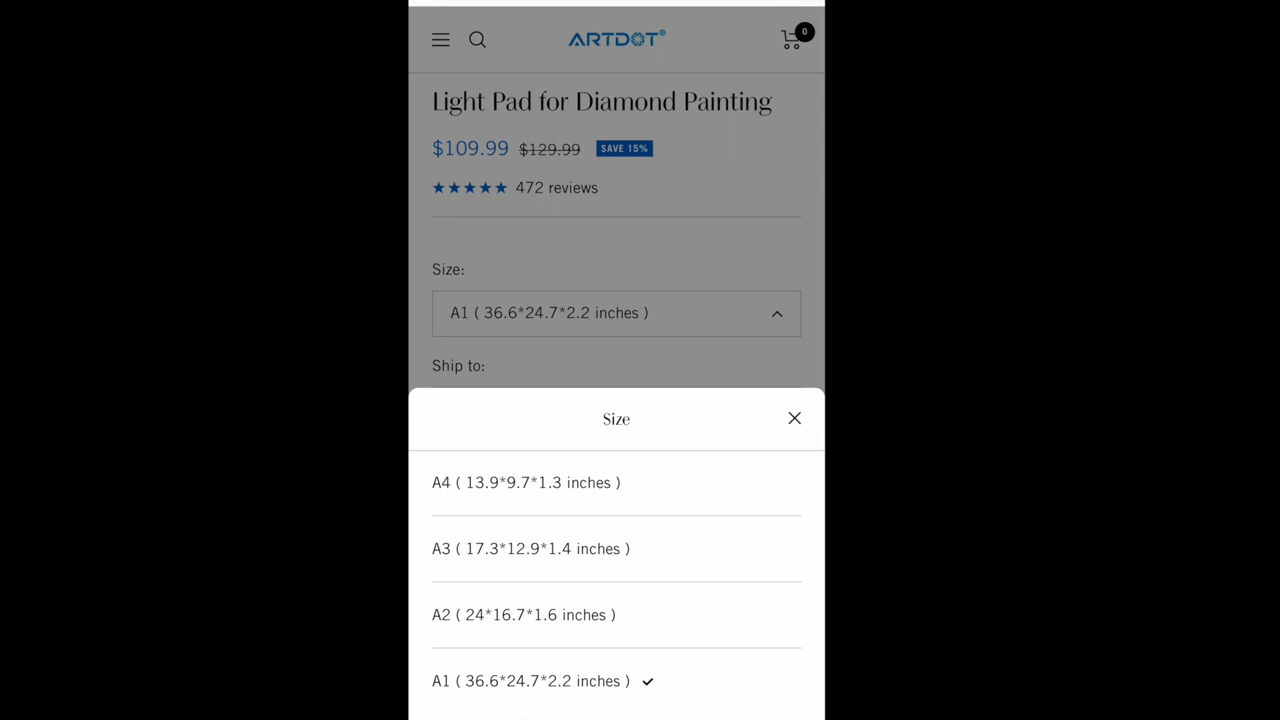 ARTDOT®
0
Light Pad for Diamond Painting
$109.99 $129.99 SAVE 15%
★★★★★ 472 reviews
Size:
A1 ( 36.6*24.7*2.2 inches )
Ship to:
Size
A4 ( 13.9*9.7*1.3 inches )
A3 ( 17.3*12.9*1.4 inches )
A2 ( 24*16.7*1.6 inches )
A1 ( 36.6*24.7*2.2 inches )